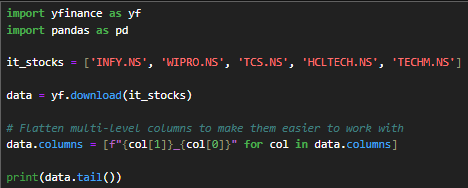 import yfinance as yf
import pandas as pd
it_stocks = ['INFY.NS', 'WIPRO.NS', 'TCS.NS', 'HCLTECH.NS', 'TECHM.NS']
data = yf.download(it_stocks)
# Flatten multi-level columns to make them easier to work with
data.columns = [f"{col[1]}_{col[0]}" for col in data.columns]
print(data.tail())